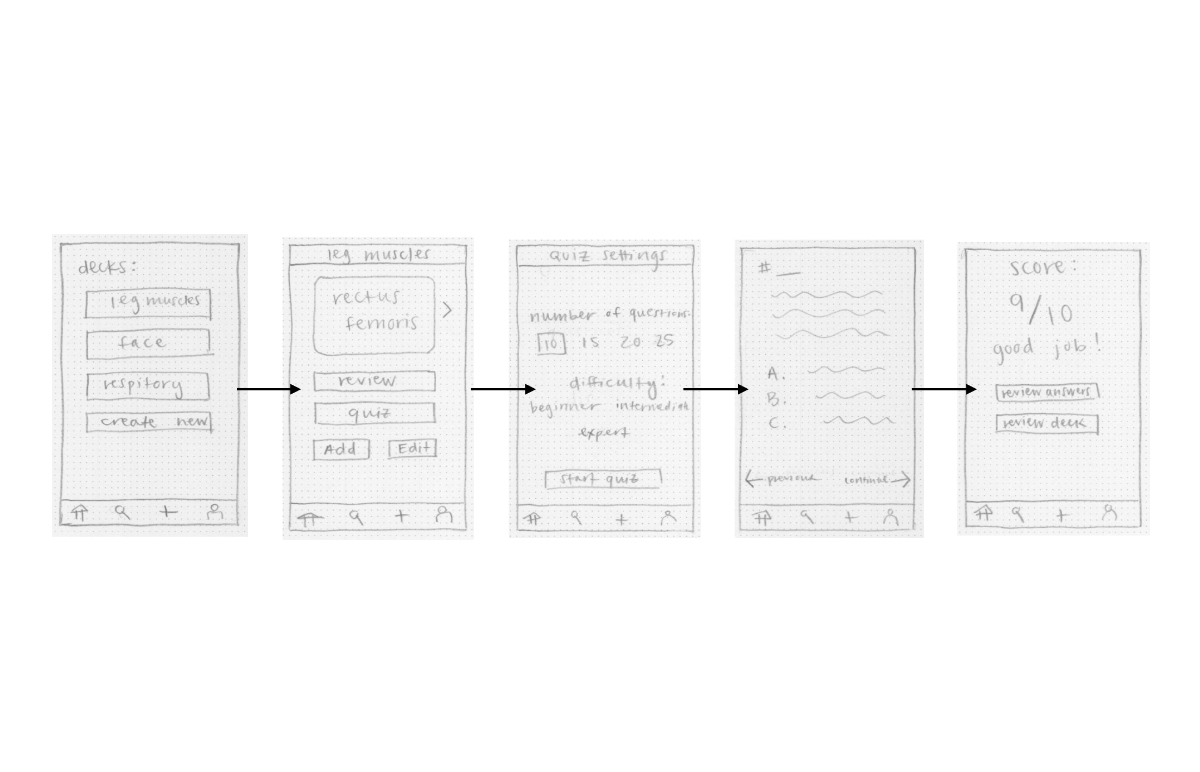 decks:
leg muscles
face
respitory
create new
leg muscles
rectus
femoris
review
quiz
Add Edit
quiz settings
number of questions:
10 15 20 25
difficulty:
beginner intermediate
expert
start quiz
#
A.
B.
C.
previous continue
score:
9/10
good job!
review answers
review deck